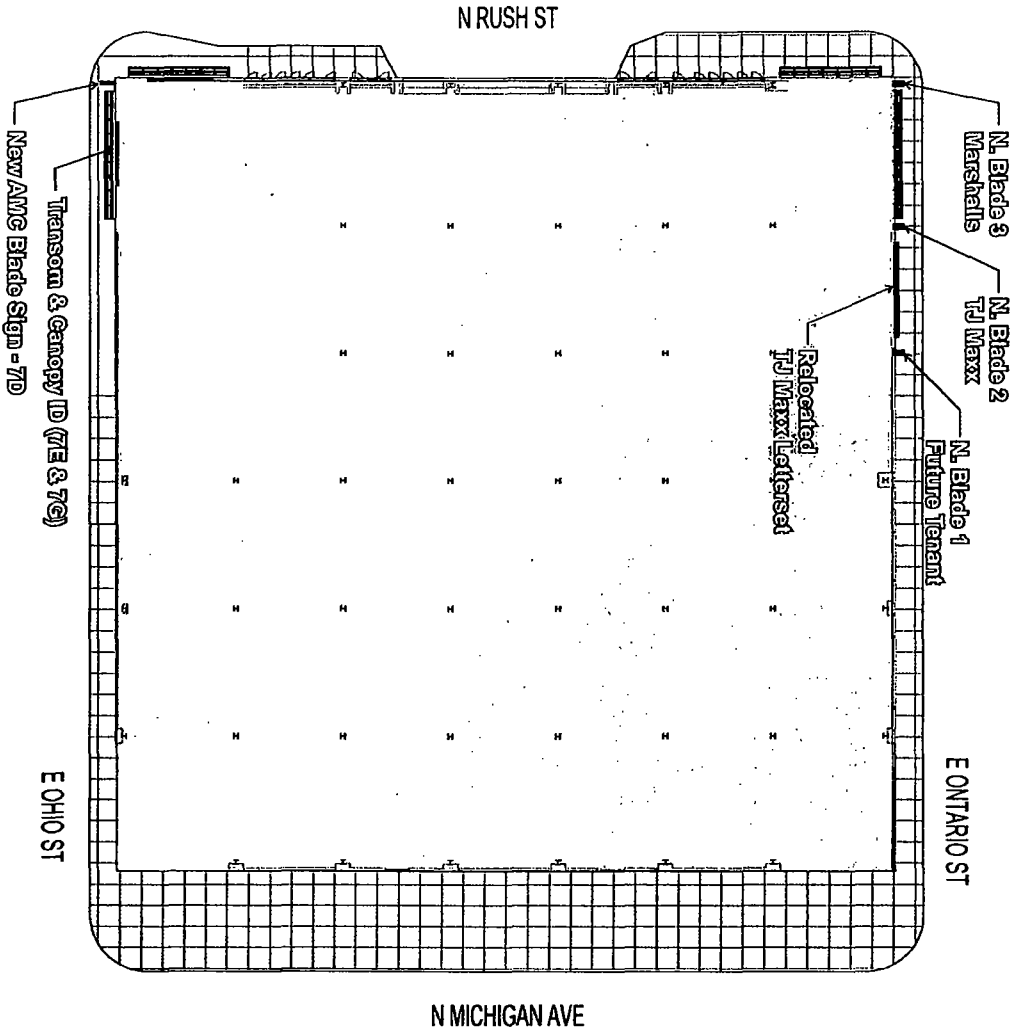 N RUSH ST
N. Blade 3
Marshalls
N. Blade 2
TJ Maxx
N. Blade 1
Future Tenant
Relocated
TJ Maxx Letterset
New AMC Blade Sign - 7D
Transom & Canopy ID (7E & 7G)
E OHIO ST
E ONTARIO ST
N MICHIGAN AVE